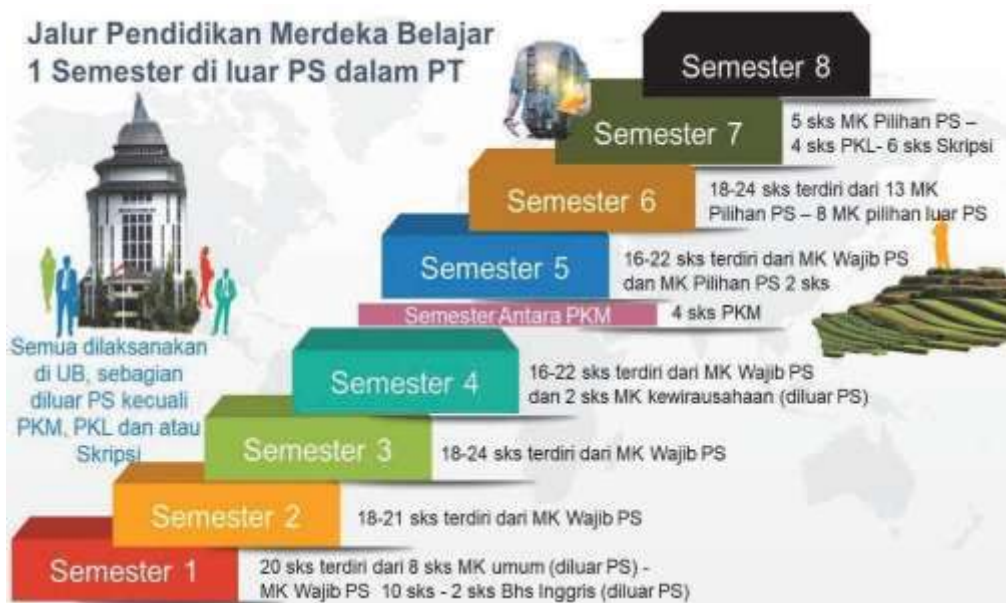 Jalur Pendidikan Merdeka Belajar
1 Semester di luar PS dalam PT
Semester 8
Semester 7
5 sks MK Pilihan PS –
4 sks PKL- 6 sks Skripsi
Semester 6
18-24 sks terdiri dari 13 MK
Pilihan PS – 8 MK pilihan luar PS
Semester 5
16-22 sks terdiri dari MK Wajib PS
dan MK Pilihan PS 2 sks
Semester Antara PKM
4 sks PKM
Semua dilaksanakan
di UB, sebagian
diluar PS kecuali
PKM, PKL dan atau
Skripsi
Semester 4
16-22 sks terdiri dari MK Wajib PS
dan 2 sks MK kewirausahaan (diluar PS)
Semester 3
18-24 sks terdiri dari MK Wajib PS
Semester 2
18-21 sks terdiri dari MK Wajib PS
Semester 1
20 sks terdiri dari 8 sks MK umum (diluar PS) -
MK Wajib PS 10 sks - 2 sks Bhs Inggris (diluar PS)